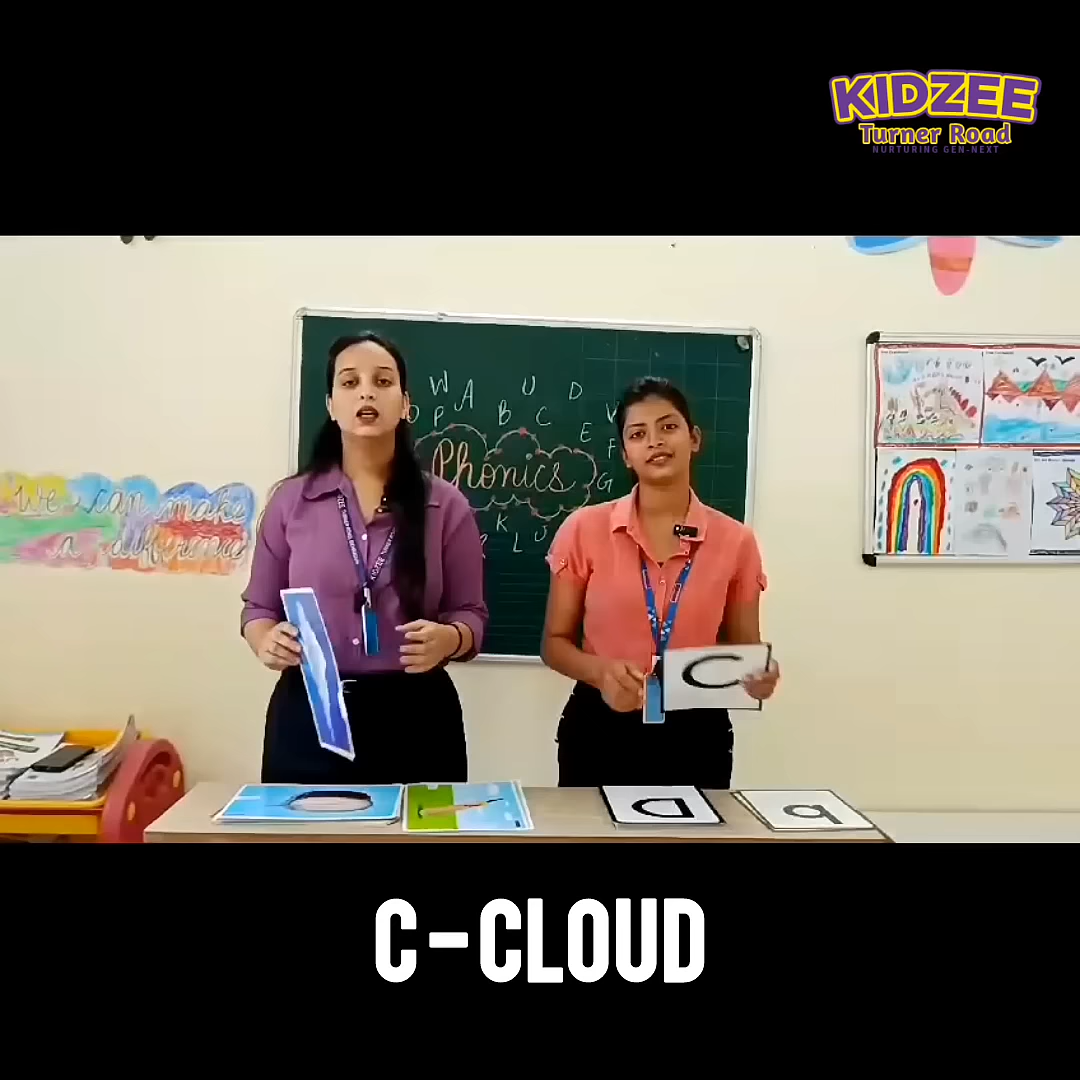 KIDZEE
Turner Road
NURTURING GEN-NEXT
W A U D
P B C
E
F
Phonics
G
K
L J
we can make
a difference
C
a
C - CLOUD